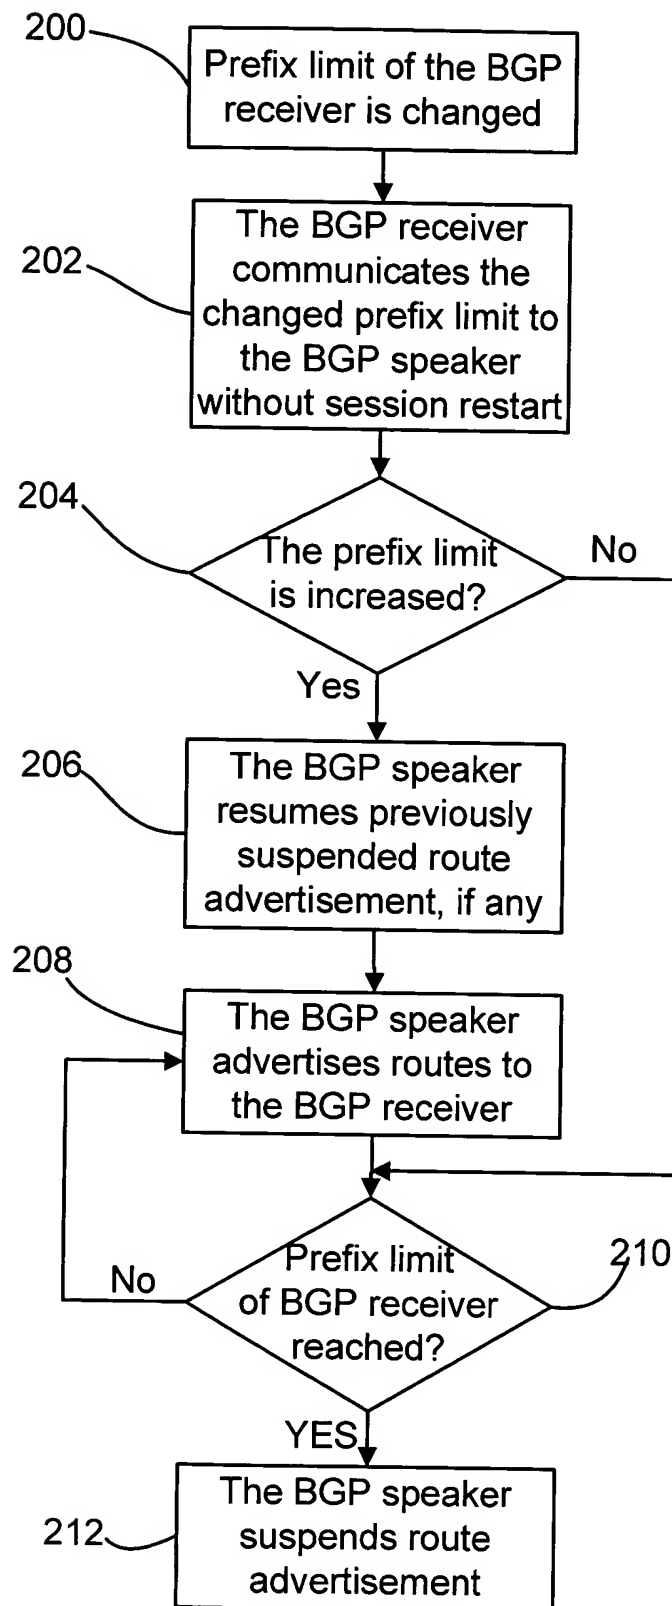 200
Prefix limit of the BGP
receiver is changed
202
The BGP receiver
communicates the
changed prefix limit to
the BGP speaker
without session restart
204
The prefix limit
is increased?
No
Yes
206
The BGP speaker
resumes previously
suspended route
advertisement, if any
208
The BGP speaker
advertises routes to
the BGP receiver
210
Prefix limit
of BGP receiver
reached?
No
YES
212
The BGP speaker
suspends route
advertisement